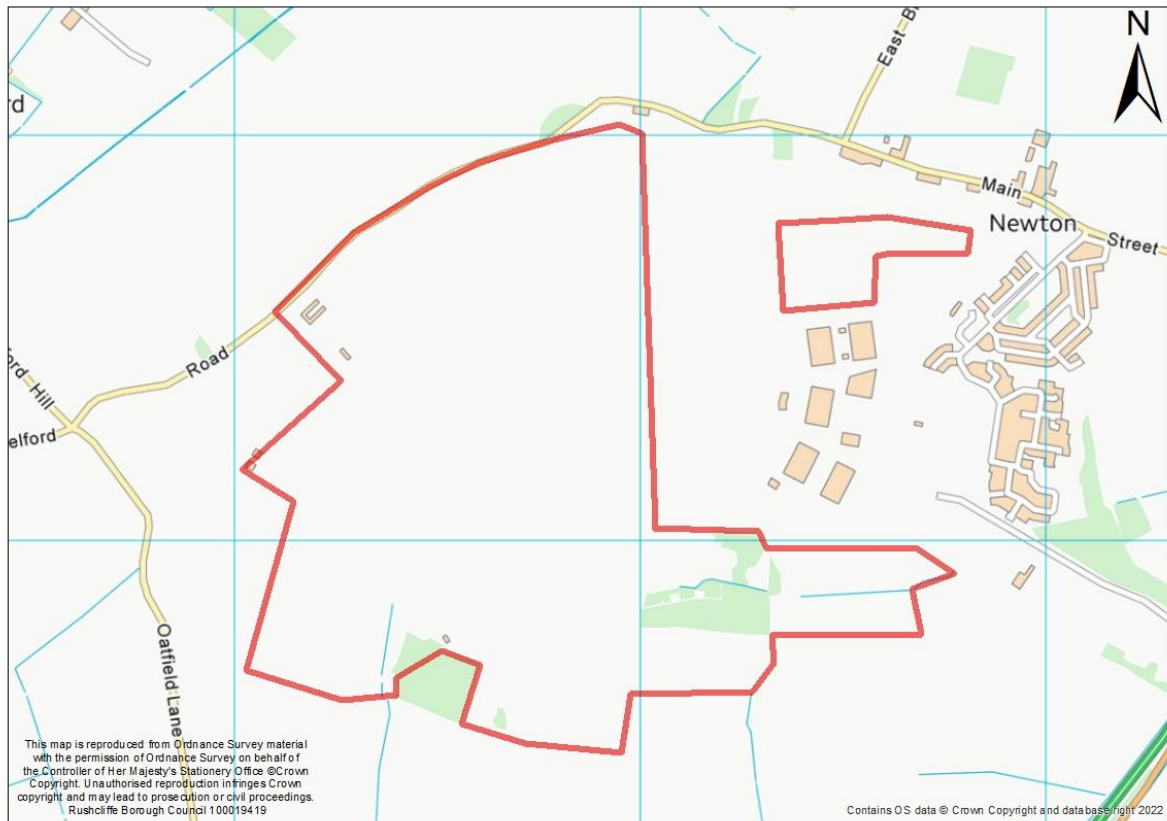 N
East B
rd
Main
Newton
Street
Road
ford Hill
elford
Oatfield Lane
This map is reproduced from Ordnance Survey material
with the permission of Ordnance Survey on behalf of
the Controller of Her Majesty's Stationery Office ©Crown
Copyright. Unauthorised reproduction infringes Crown
copyright and may lead to prosecution or civil proceedings.
Rushcliffe Borough Council 100019419
Contains OS data © Crown Copyright and database right 2022